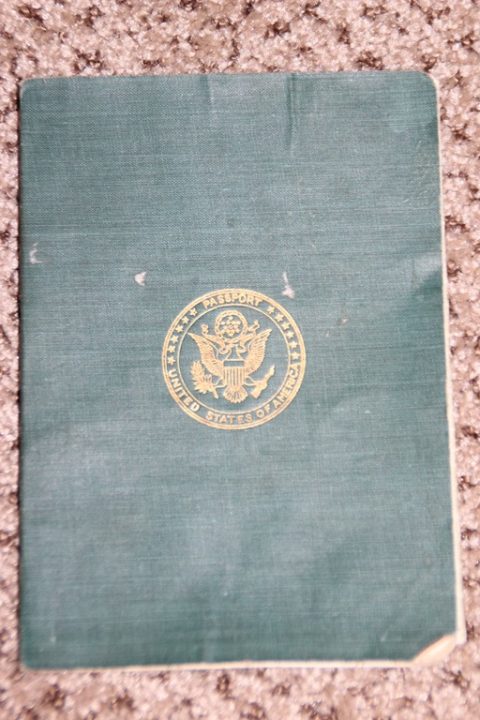 PASSPORT
UNITED STATES OF AMERICA